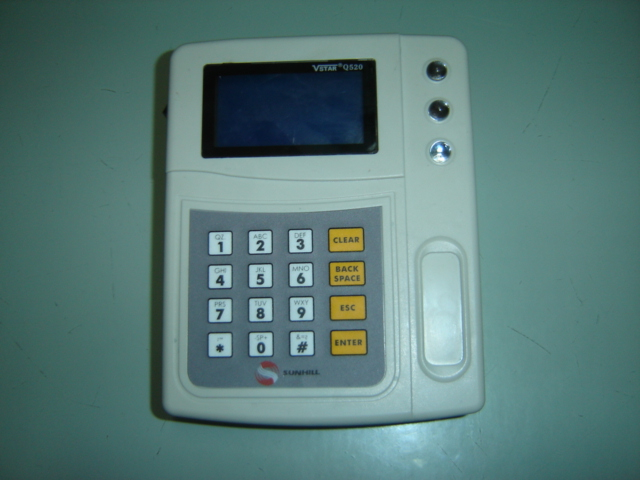 VSTAR® Q520
QZ ABC DEF
1 2 3 CLEAR
GHI JKL MNO
4 5 6 BACK SPACE
PRS TUV WXY
7 8 9 ESC
* 0 # ENTER
SUNHILL